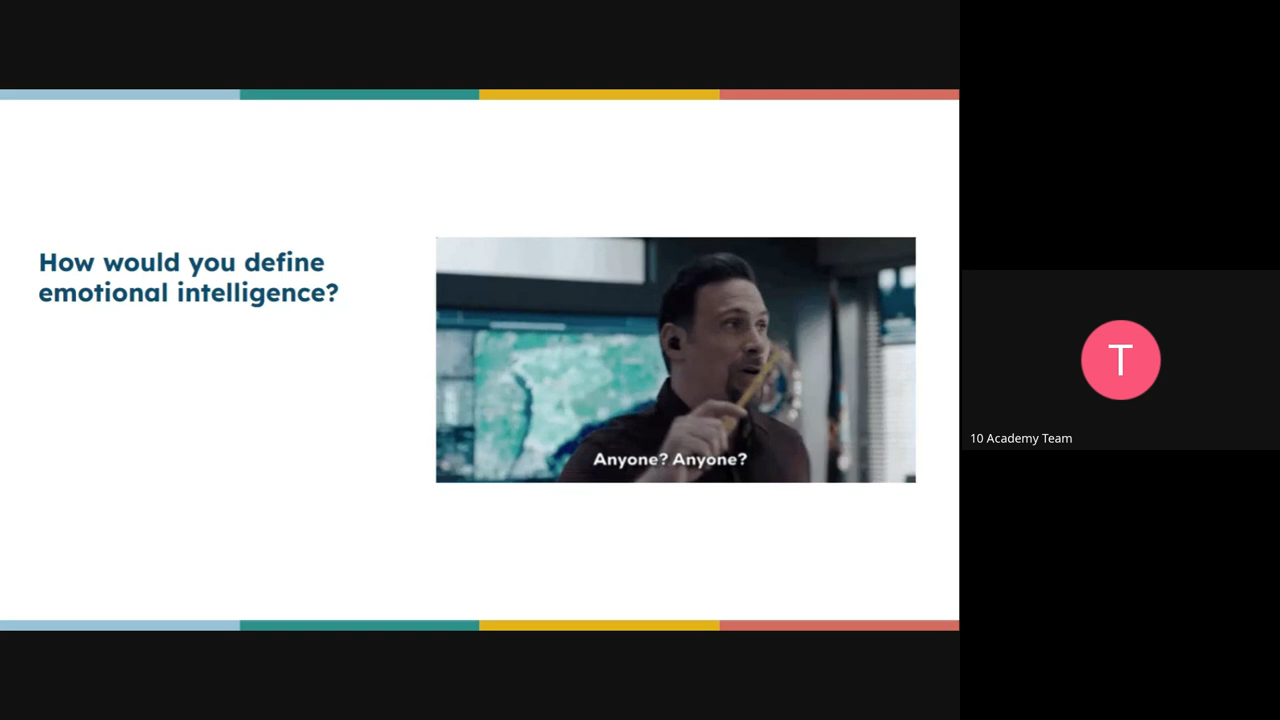 How would you define
emotional intelligence?
Anyone? Anyone?
T
10 Academy Team